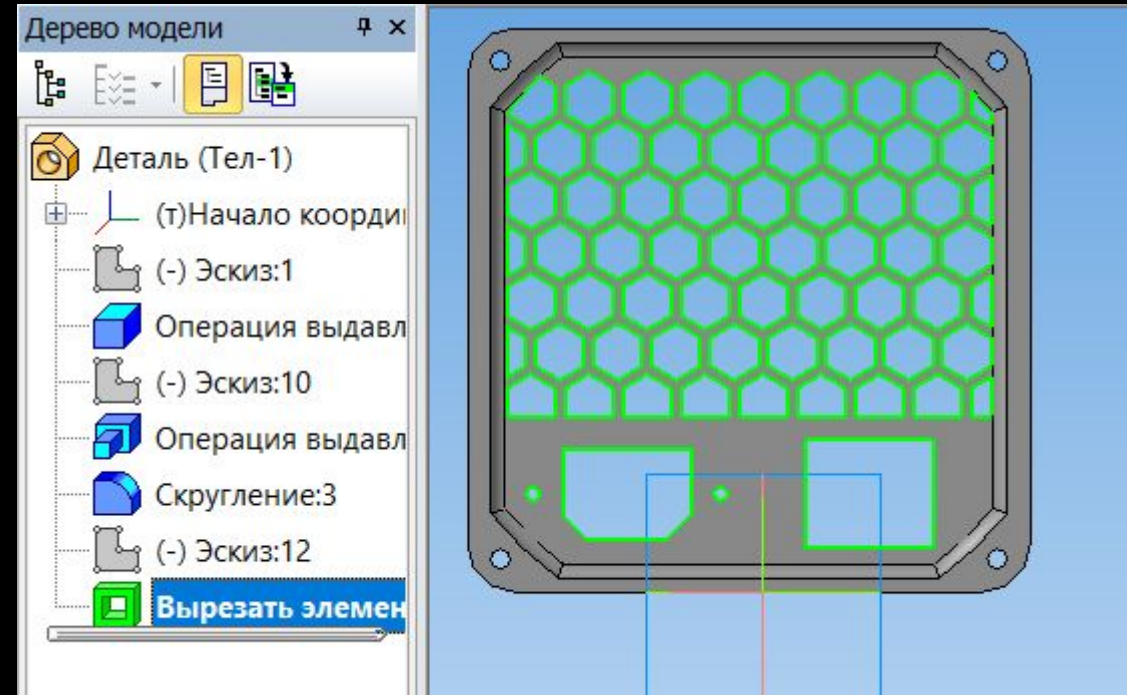 Дерево модели
Деталь (Тел-1)
(т)Начало коорди
(-) Эскиз:1
Операция выдавл
(-) Эскиз:10
Операция выдавл
Скругление:3
(-) Эскиз:12
Вырезать элемен